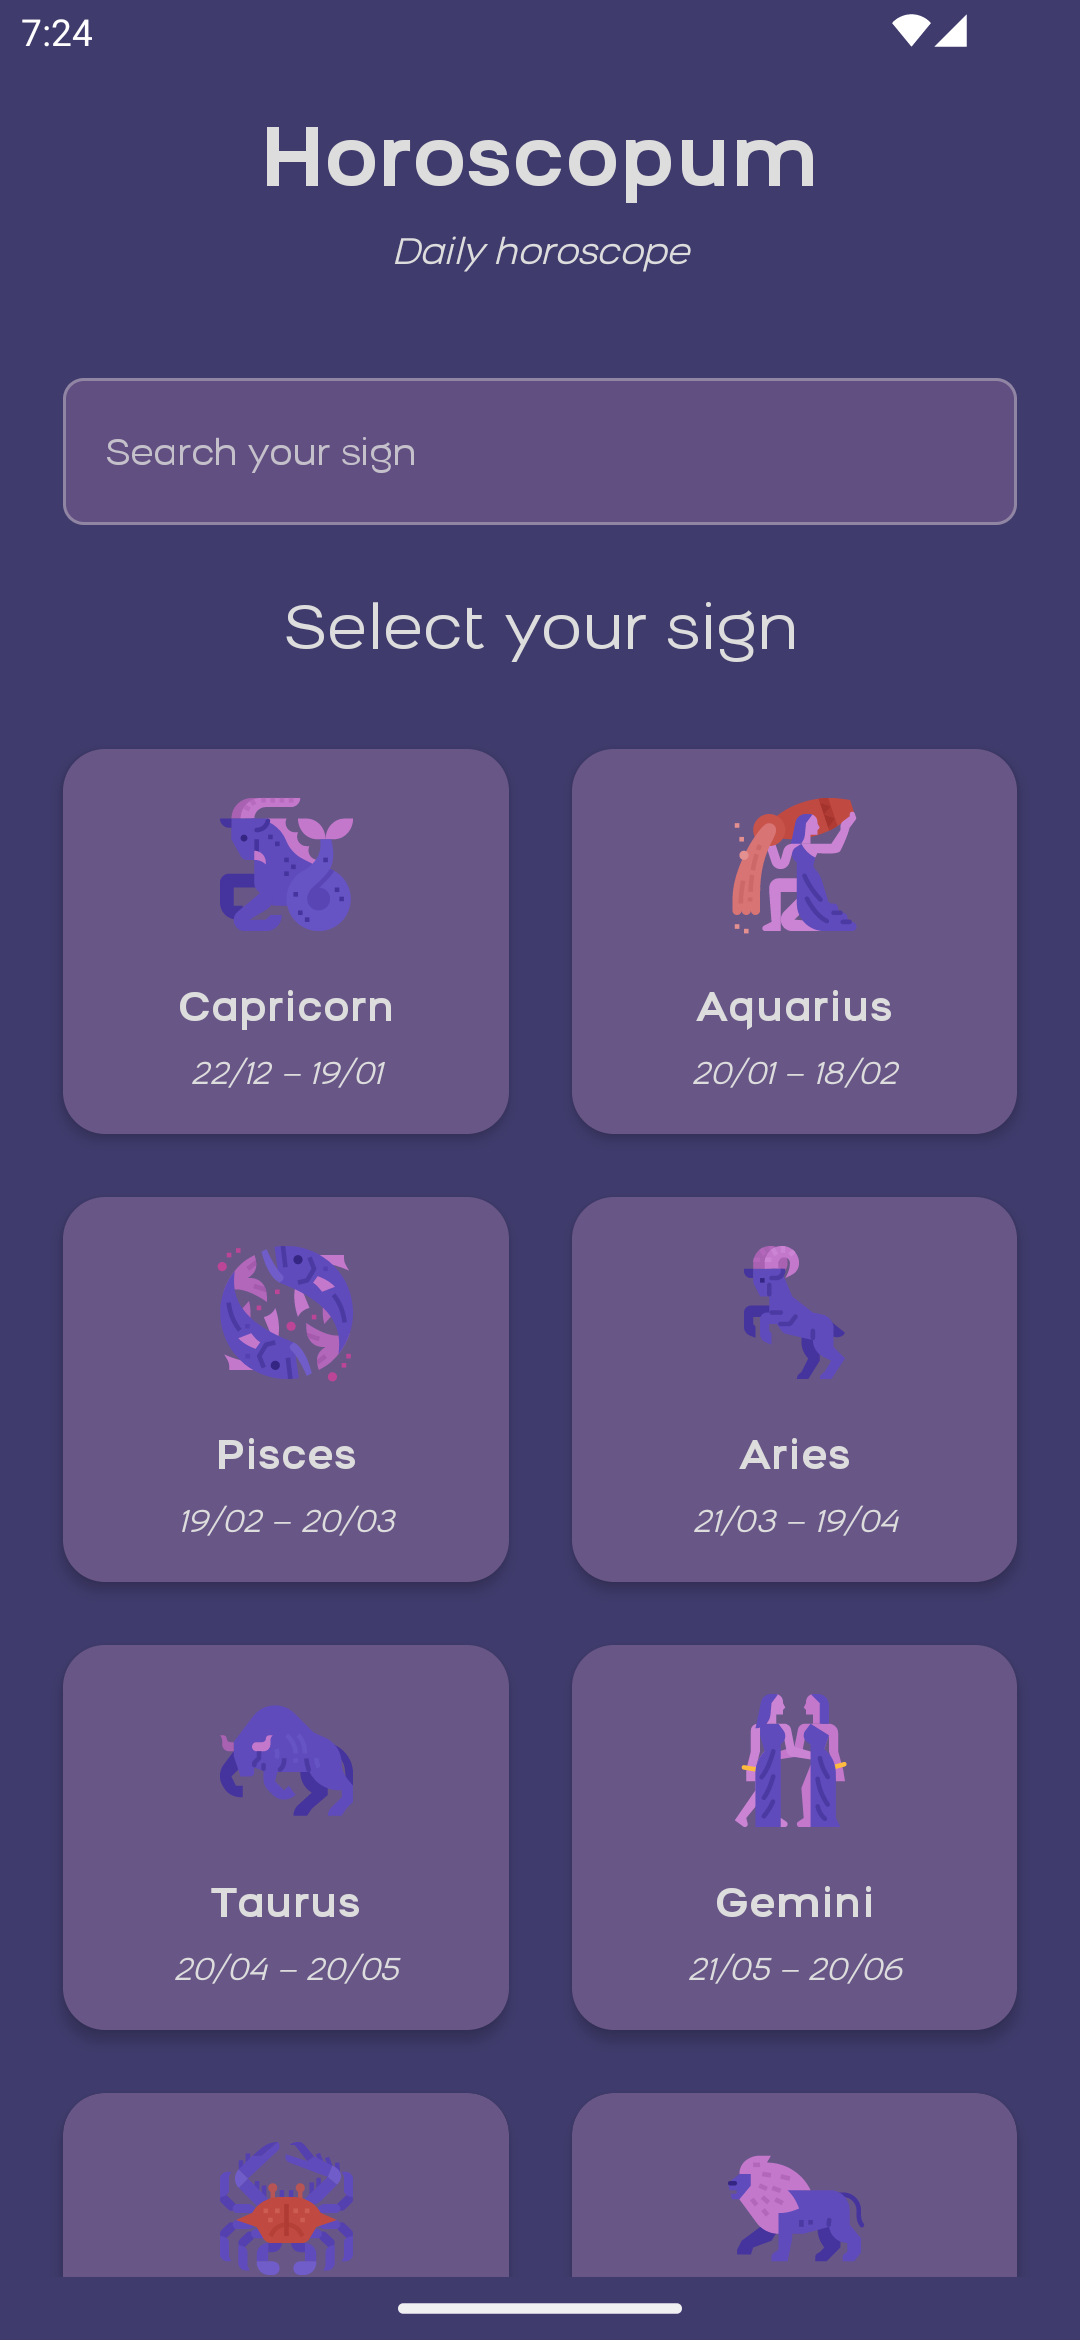 7:24
Horoscopum
Daily horoscope
Search your sign
Select your sign
Capricorn
22/12 – 19/01
Aquarius
20/01 – 18/02
Pisces
19/02 – 20/03
Aries
21/03 – 19/04
Taurus
20/04 – 20/05
Gemini
21/05 – 20/06